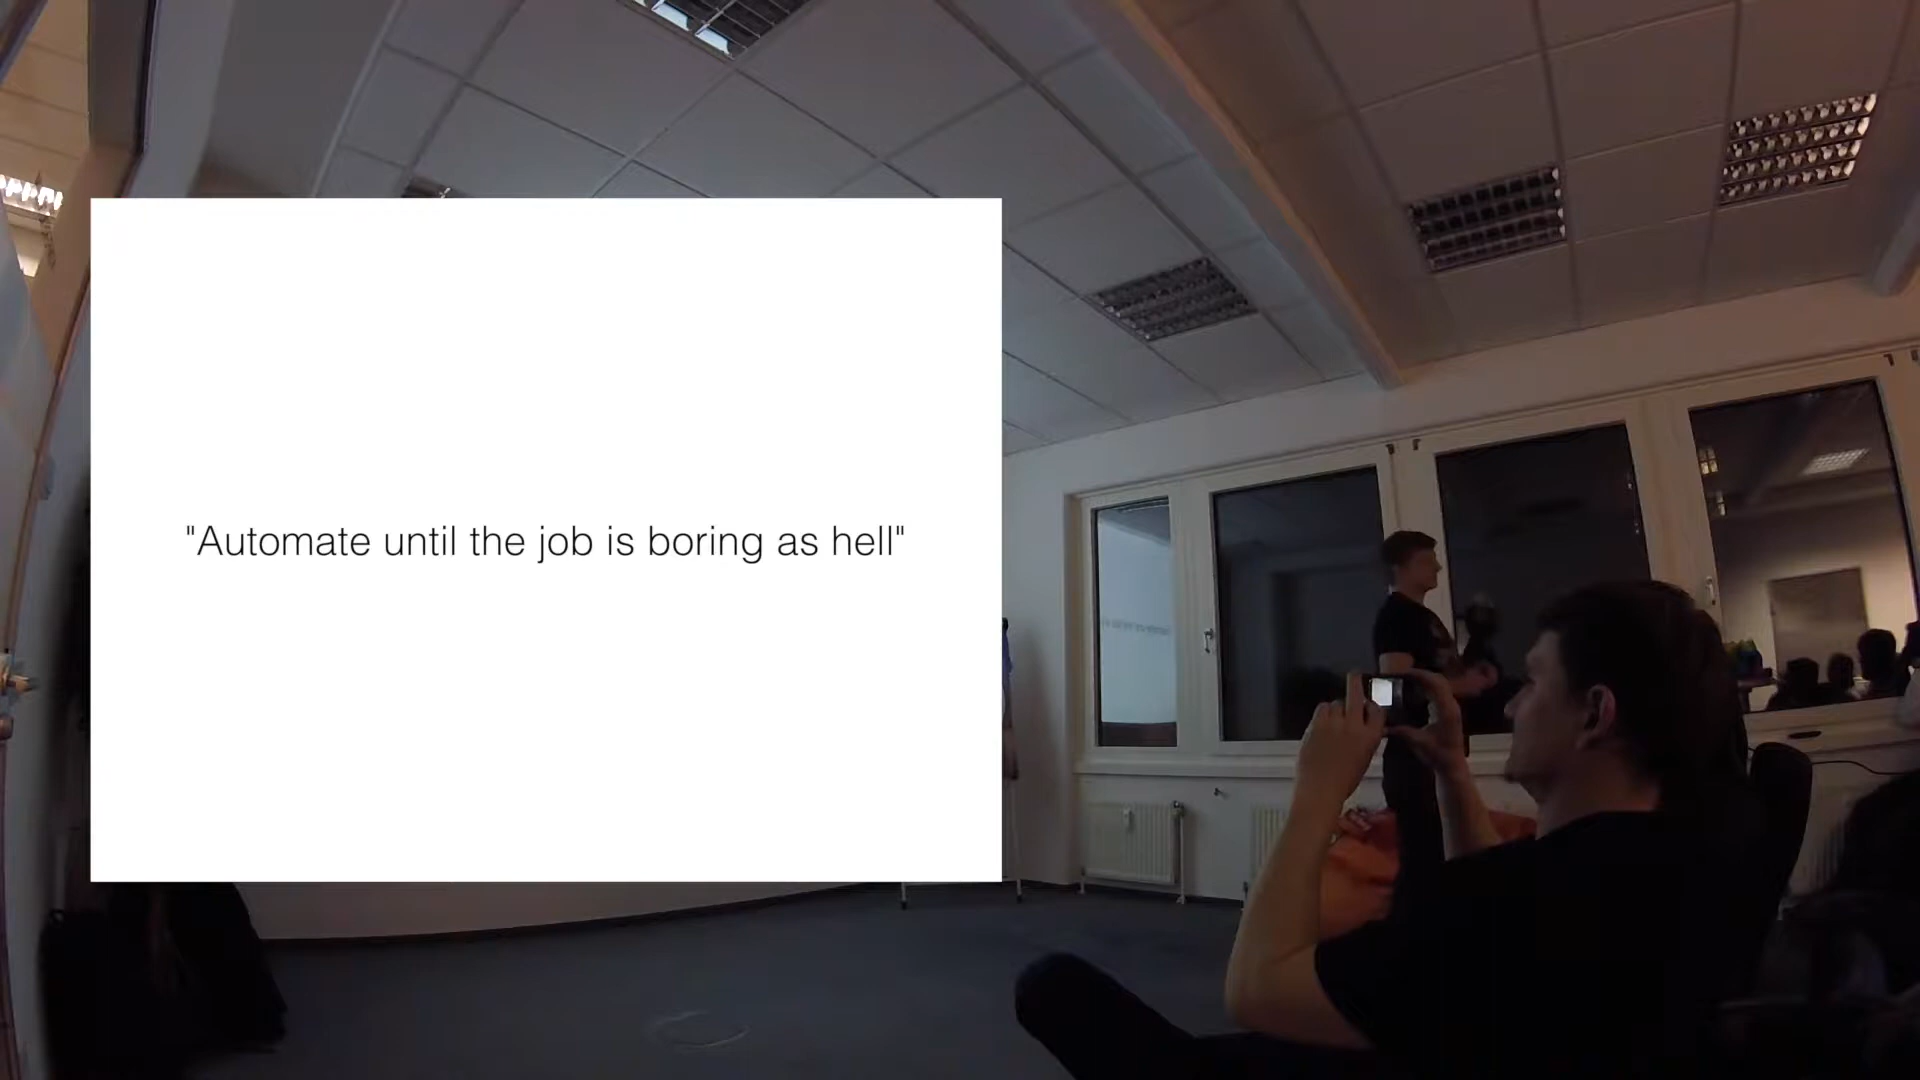 "Automate until the job is boring as hell"